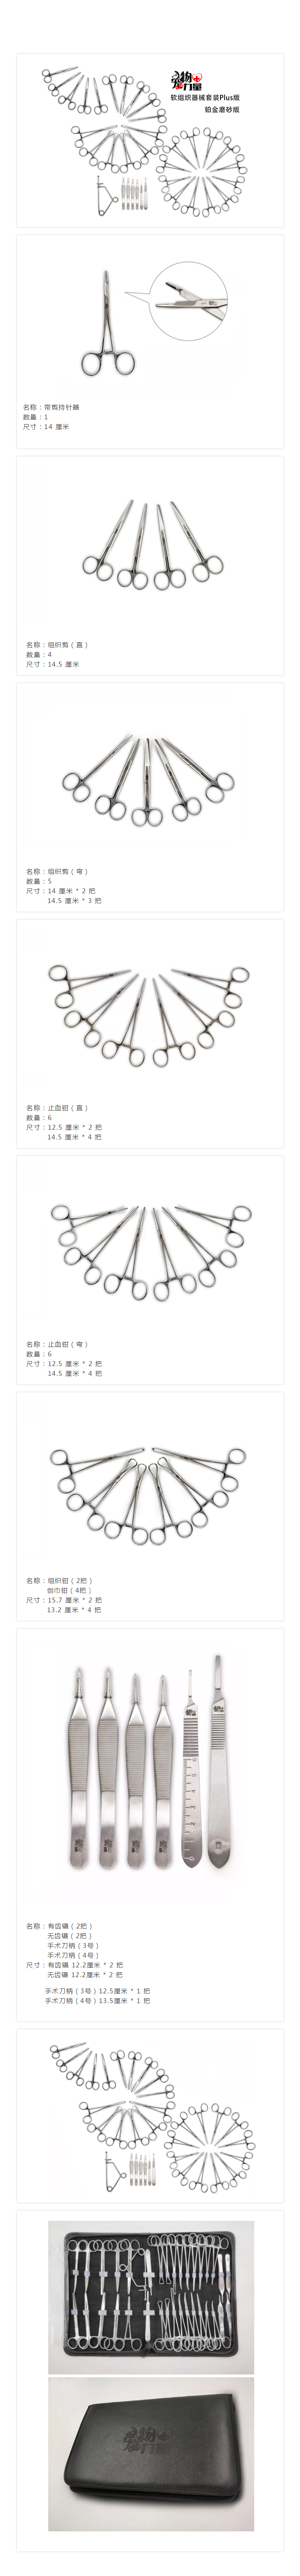 宠物力量
软组织器械套装Plus版
铂金磨砂版
名称：带剪持针器
数量：1
尺寸：14 厘米
名称：组织剪（直）
数量：4
尺寸：14.5 厘米
名称：组织剪（弯）
数量：5
尺寸：14 厘米 * 2 把
14.5 厘米 * 3 把
名称：止血钳（直）
数量：6
尺寸：12.5 厘米 * 2 把
14.5 厘米 * 4 把
名称：止血钳（弯）
数量：6
尺寸：12.5 厘米 * 2 把
14.5 厘米 * 4 把
名称：组织钳（2把）
创巾钳（4把）
尺寸：15.7 厘米 * 2 把
13.2 厘米 * 4 把
名称：有齿镊（2把）
无齿镊（2把）
手术刀柄（3号）
手术刀柄（4号）
尺寸：有齿镊 12.2厘米 * 2 把
无齿镊 12.2厘米 * 2 把
手术刀柄（3号）12.5厘米 * 1 把
手术刀柄（4号）13.5厘米 * 1 把
宠物力量